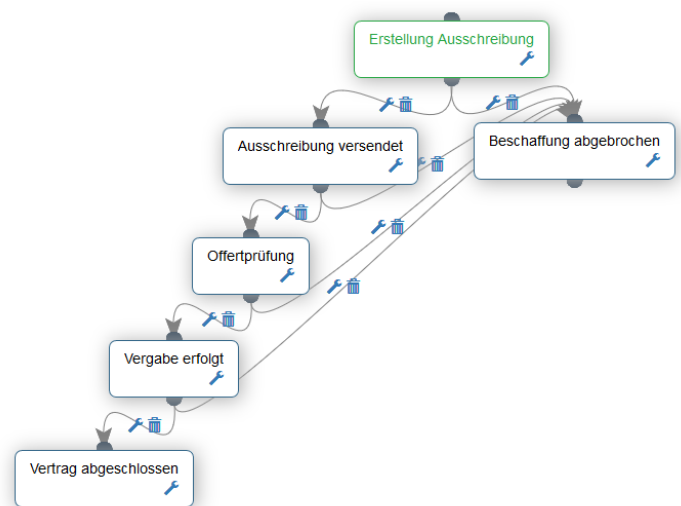 Erstellung Ausschreibung
Ausschreibung versendet
Beschaffung abgebrochen
Offertprüfung
Vergabe erfolgt
Vertrag abgeschlossen